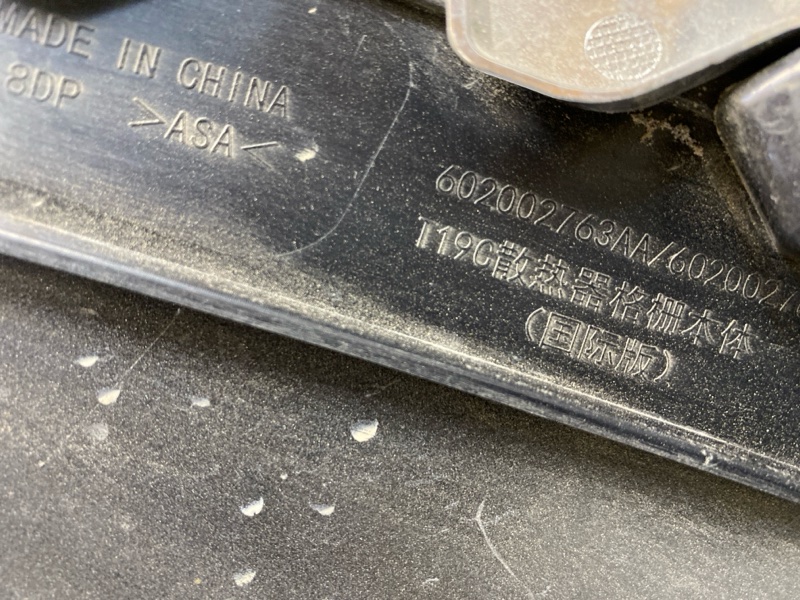 MADE IN CHINA
8DP
>ASA<
602002763AA/6020027
T19C散热器格栅本体
(国际版)